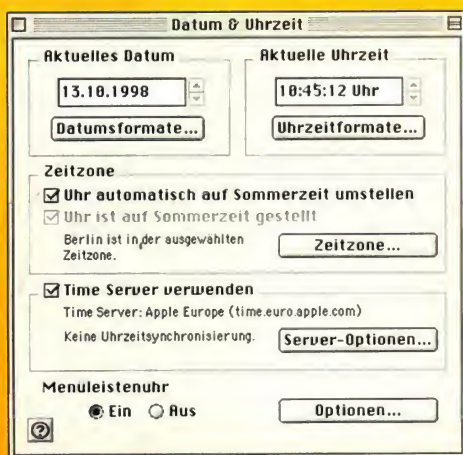 Datum & Uhrzeit
Aktuelles Datum
13.10.1998
Datumsformate...
Aktuelle Uhrzeit
10:45:12 Uhr
Uhrzeitformate...
Zeitzone
Uhr automatisch auf Sommerzeit umstellen
Uhr ist auf Sommerzeit gestellt
Berlin ist in der ausgewählten
Zeitzone.
Zeitzone...
Time Server verwenden
Time Server: Apple Europe (time.euro.apple.com)
Keine Uhrzeitsynchronisierung.
Server-Optionen...
Menüleistenuhr
Ein
Aus
Optionen...
?